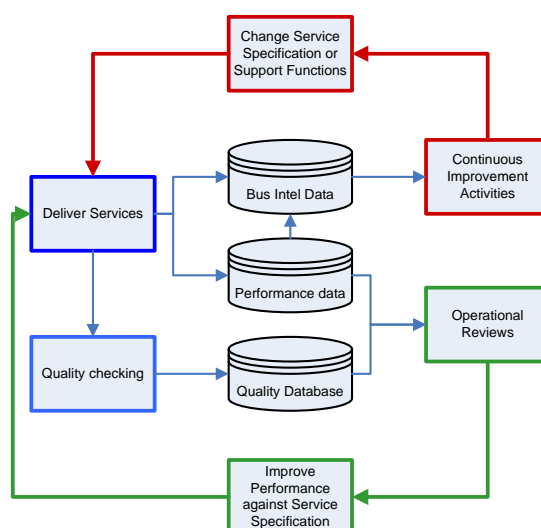 Change Service
Specification or
Support Functions
Bus Intel Data
Continuous
Improvement
Activities
Deliver Services
Performance data
Operational
Reviews
Quality checking
Quality Database
Improve
Performance
against Service
Specification